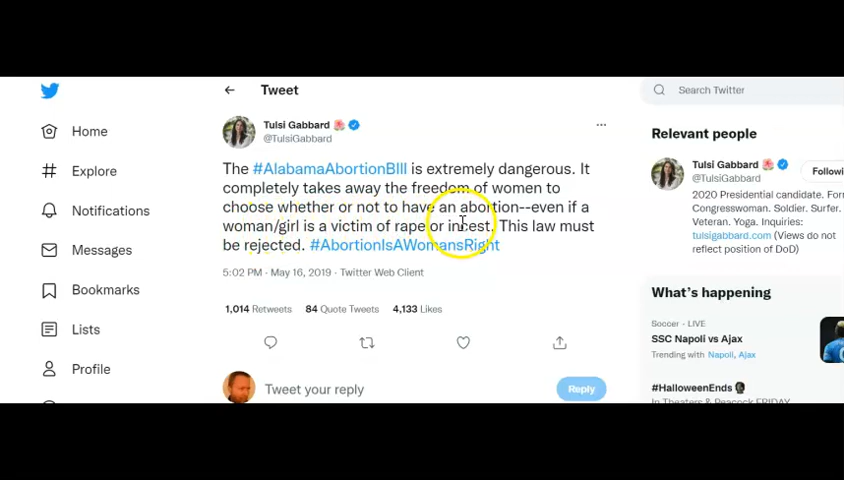 Tweet
Search Twitter
Home
Tulsi Gabbard
@TulsiGabbard
Relevant people
Explore
The #AlabamaAbortionBIll is extremely dangerous. It
completely takes away the freedom of women to
choose whether or not to have an abortion--even if a
woman/girl is a victim of rape or incest. This law must
be rejected. #AbortionIsAWomansRight
Tulsi Gabbard
@TulsiGabbard
Followi
2020 Presidential candidate. For
Congresswoman. Soldier. Surfer.
Veteran. Yoga. Inquiries:
tulsigabbard.com (Views do not
reflect position of DoD)
Notifications
Messages
5:02 PM · May 16, 2019 · Twitter Web Client
Bookmarks
What's happening
1,014 Retweets 84 Quote Tweets 4,133 Likes
Soccer · LIVE
SSC Napoli vs Ajax
Trending with Napoli, Ajax
Lists
Profile
Tweet your reply
Reply
#HalloweenEnds
In Theaters & Peacock FRIDAY